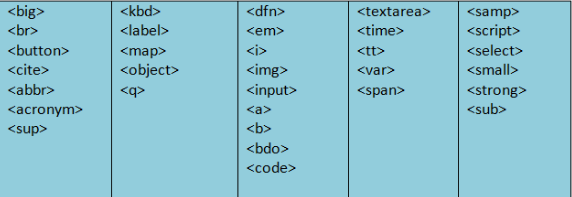 <big>
<br>
<button>
<cite>
<abbr>
<acronym>
<sup>
<kbd>
<label>
<map>
<object>
<q>
<dfn>
<em>
<i>
<img>
<input>
<a>
<b>
<bdo>
<code>
<textarea>
<time>
<tt>
<var>
<span>
<samp>
<script>
<select>
<small>
<strong>
<sub>